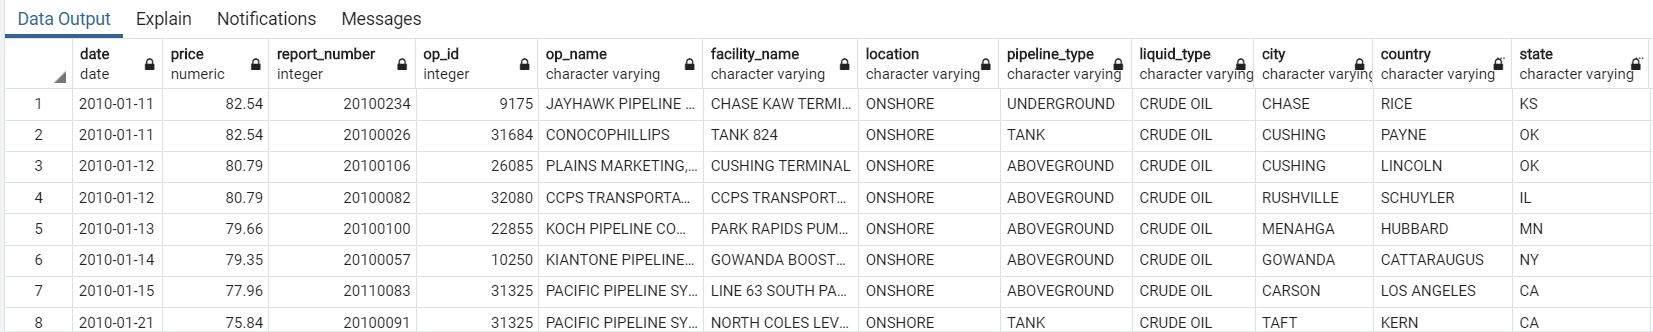 Data Output Explain Notifications Messages
date price report_number op_id op_name facility_name location pipeline_type liquid_type city country state
date numeric integer integer character varying character varying character varying character varying character varying character varying character varying character varying
1 2010-01-11 82.54 20100234 9175 JAYHAWK PIPELINE ... CHASE KAW TERMI... ONSHORE UNDERGROUND CRUDE OIL CHASE RICE KS
2 2010-01-11 82.54 20100026 31684 CONOCOPHILLIPS TANK 824 ONSHORE TANK CRUDE OIL CUSHING PAYNE OK
3 2010-01-12 80.79 20100106 26085 PLAINS MARKETING,... CUSHING TERMINAL ONSHORE ABOVEGROUND CRUDE OIL CUSHING LINCOLN OK
4 2010-01-12 80.79 20100082 32080 CCPS TRANSPORTA... CCPS TRANSPORT... ONSHORE ABOVEGROUND CRUDE OIL RUSHVILLE SCHUYLER IL
5 2010-01-13 79.66 20100100 22855 KOCH PIPELINE CO... PARK RAPIDS PUM... ONSHORE ABOVEGROUND CRUDE OIL MENAHGA HUBBARD MN
6 2010-01-14 79.35 20100057 10250 KIANTONE PIPELINE... GOWANDA BOOST... ONSHORE ABOVEGROUND CRUDE OIL GOWANDA CATTARAUGUS NY
7 2010-01-15 77.96 20110083 31325 PACIFIC PIPELINE SY... LINE 63 SOUTH PA... ONSHORE ABOVEGROUND CRUDE OIL CARSON LOS ANGELES CA
8 2010-01-21 75.84 20100091 31325 PACIFIC PIPELINE SY... NORTH COLES LEV... ONSHORE TANK CRUDE OIL TAFT KERN CA